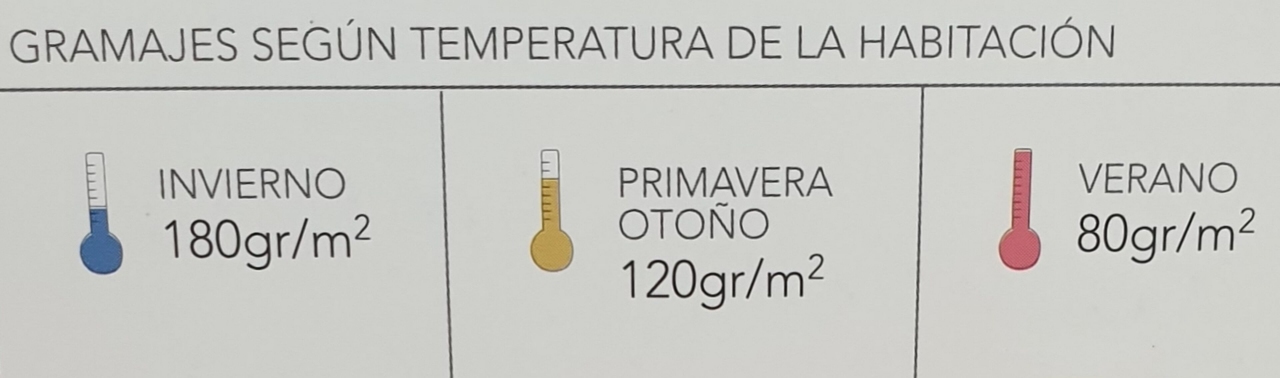 GRAMAJES SEGÚN TEMPERATURA DE LA HABITACIÓN
INVIERNO
180gr/m²
PRIMAVERA
OTOÑO
120gr/m²
VERANO
80gr/m²